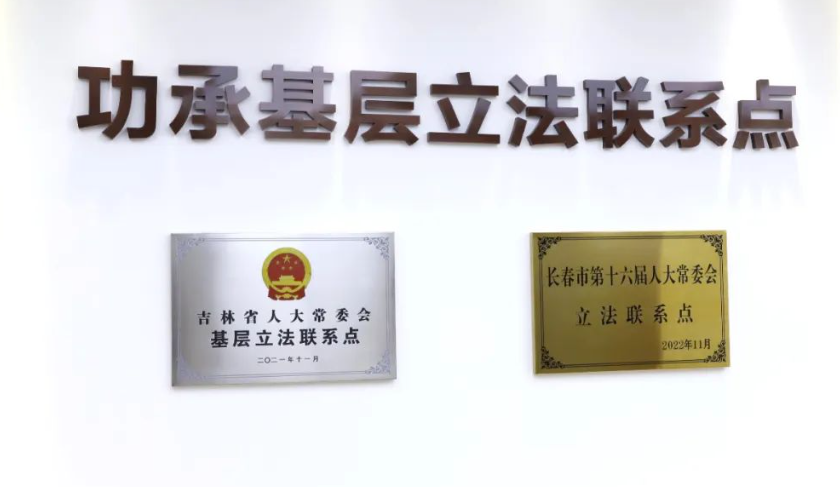 功承基层立法联系点
吉林省人大常委会
基层立法联系点
二〇二一年十一月
长春市第十六届人大常委会
立法联系点
2022年11月